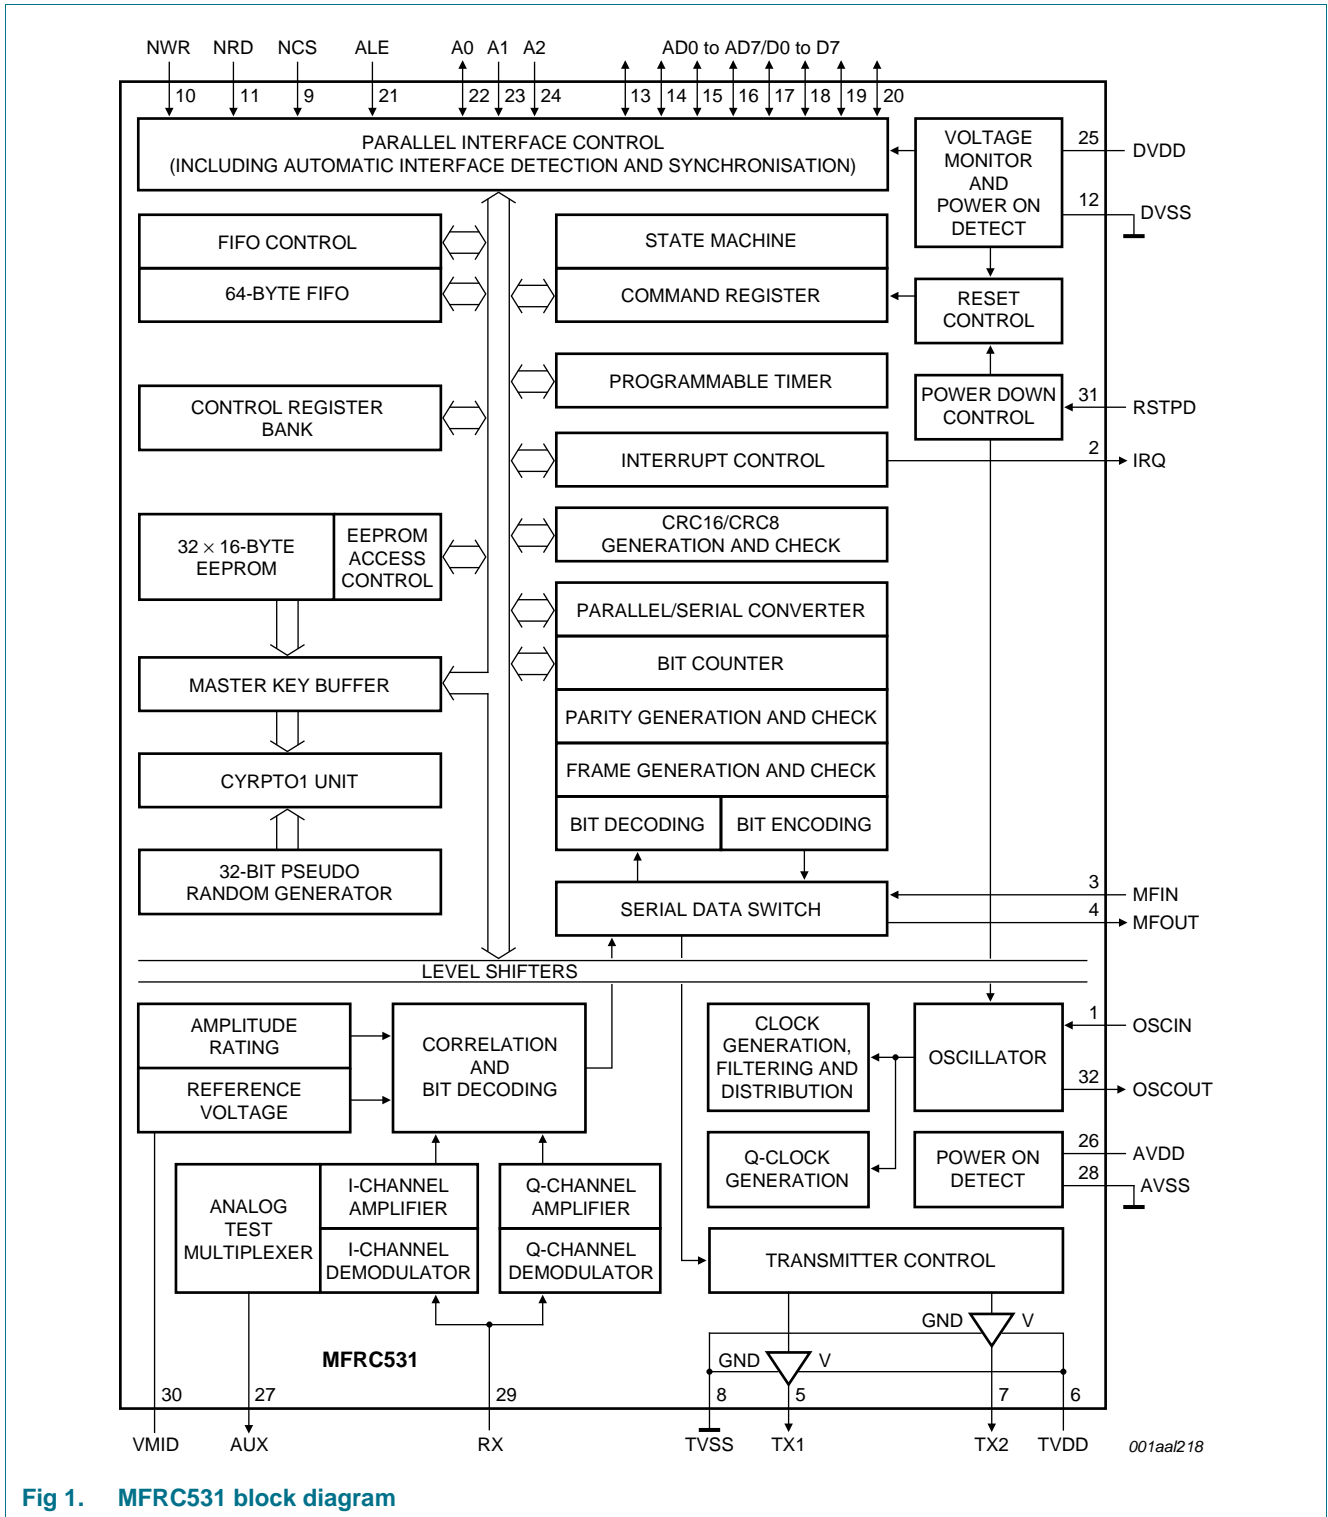 NWR NRD NCS ALE A0 A1 A2 AD0 to AD7/D0 to D7
10 11 9 21 22 23 24 13 14 15 16 17 18 19 20
PARALLEL INTERFACE CONTROL
(INCLUDING AUTOMATIC INTERFACE DETECTION AND SYNCHRONISATION)
VOLTAGE
MONITOR
AND
POWER ON
DETECT
25
DVDD
12
DVSS
FIFO CONTROL
64-BYTE FIFO
STATE MACHINE
COMMAND REGISTER
RESET
CONTROL
CONTROL REGISTER
BANK
PROGRAMMABLE TIMER
POWER DOWN
CONTROL
31
RSTPD
INTERRUPT CONTROL
2
IRQ
32 × 16-BYTE
EEPROM
EEPROM
ACCESS
CONTROL
CRC16/CRC8
GENERATION AND CHECK
PARALLEL/SERIAL CONVERTER
BIT COUNTER
MASTER KEY BUFFER
PARITY GENERATION AND CHECK
FRAME GENERATION AND CHECK
CYRPTO1 UNIT
BIT DECODING
BIT ENCODING
32-BIT PSEUDO
RANDOM GENERATOR
SERIAL DATA SWITCH
3
MFIN
4
MFOUT
LEVEL SHIFTERS
AMPLITUDE
RATING
REFERENCE
VOLTAGE
CORRELATION
AND
BIT DECODING
CLOCK
GENERATION,
FILTERING AND
DISTRIBUTION
OSCILLATOR
1
OSCIN
32
OSCOUT
Q-CLOCK
GENERATION
POWER ON
DETECT
26
AVDD
28
AVSS
ANALOG
TEST
MULTIPLEXER
I-CHANNEL
AMPLIFIER
I-CHANNEL
DEMODULATOR
Q-CHANNEL
AMPLIFIER
Q-CHANNEL
DEMODULATOR
TRANSMITTER CONTROL
GND V
GND V
MFRC531
30 27 29 8 5 7 6
VMID AUX RX TVSS TX1 TX2 TVDD
001aal218
Fig 1. MFRC531 block diagram